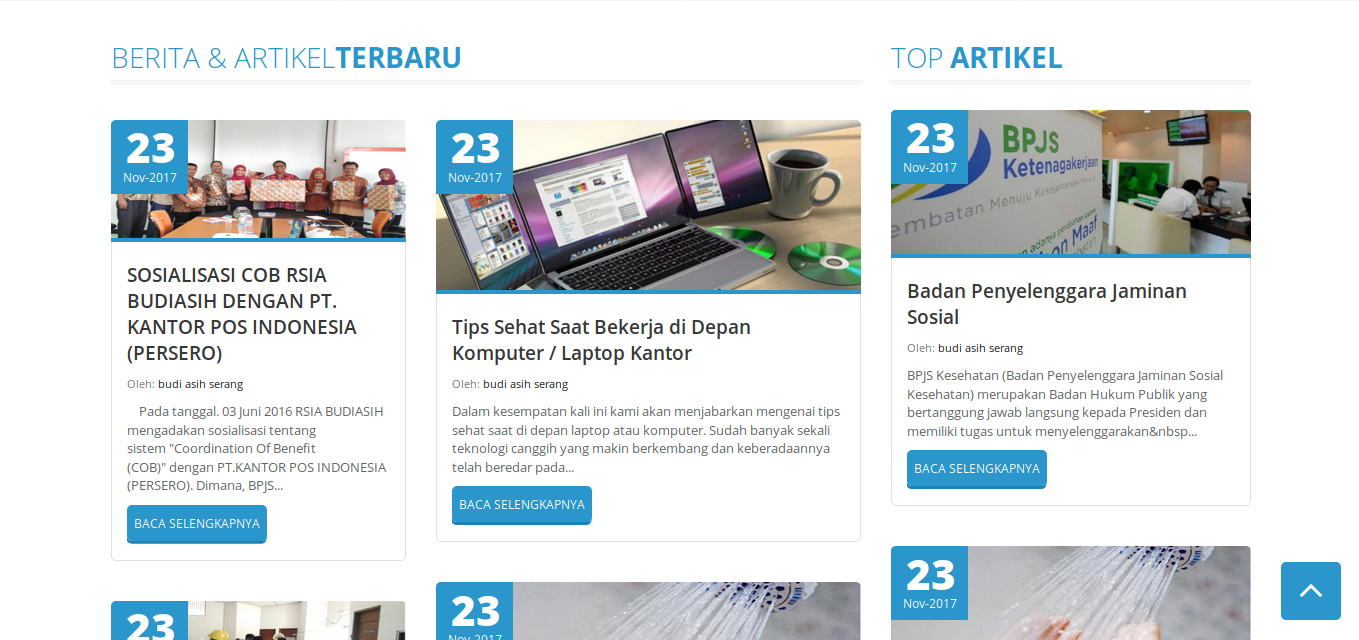 BERITA & ARTIKELTERBARU
23
Nov-2017
SOSIALISASI COB RSIA
BUDIASIH DENGAN PT.
KANTOR POS INDONESIA
(PERSERO)
Oleh: budi asih serang
Pada tanggal. 03 Juni 2016 RSIA BUDIASIH
mengadakan sosialisasi tentang
sistem "Coordination Of Benefit
(COB)" dengan PT.KANTOR POS INDONESIA
(PERSERO). Dimana, BPJS...
BACA SELENGKAPNYA
23
23
Nov-2017
Tips Sehat Saat Bekerja di Depan
Komputer / Laptop Kantor
Oleh: budi asih serang
Dalam kesempatan kali ini kami akan menjabarkan mengenai tips
sehat saat di depan laptop atau komputer. Sudah banyak sekali
teknologi canggih yang makin berkembang dan keberadaannya
telah beredar pada...
BACA SELENGKAPNYA
23
Nov-2017
TOP ARTIKEL
23
Nov-2017
BPJS
Ketenagakerjaan
Menuju Kesejahteraan
Badan Penyelenggara Jaminan
Sosial
Oleh: budi asih serang
BPJS Kesehatan (Badan Penyelenggara Jaminan Sosial
Kesehatan) merupakan Badan Hukum Publik yang
bertanggung jawab langsung kepada Presiden dan
memiliki tugas untuk menyelenggarakan&nbsp...
BACA SELENGKAPNYA
23
Nov-2017